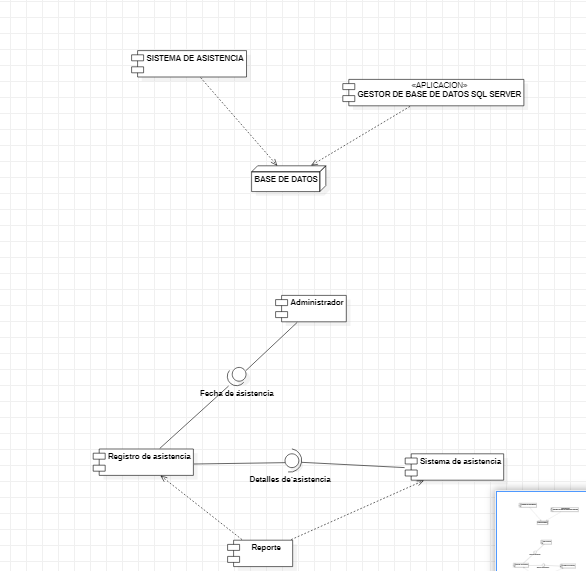 SISTEMA DE ASISTENCIA
«APLICACION»
GESTOR DE BASE DE DATOS SQL SERVER
BASE DE DATOS
Administrador
Fecha de asistencia
Registro de asistencia
Sistema de asistencia
Detalles de asistencia
Reporte